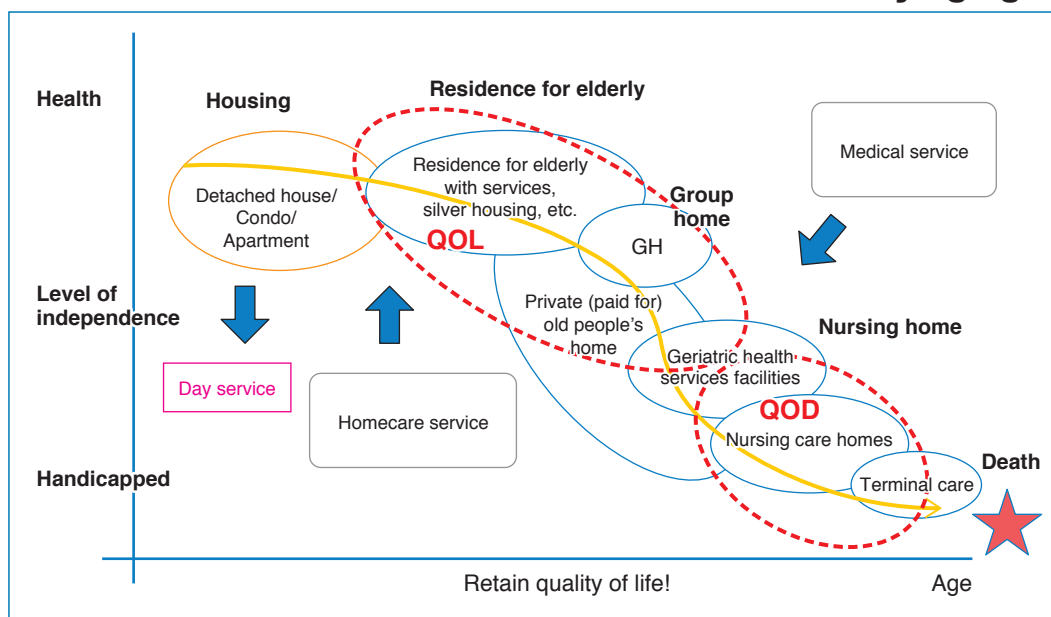 Health
Housing
Residence for elderly
Medical service
Residence for elderly
with services,
silver housing, etc.
QOL
Detached house/
Condo/
Apartment
Group
home
GH
Level of
independence
Private (paid for)
old people’s
home
Nursing home
Geriatric health
services facilities
Day service
Homecare service
QOD
Nursing care homes
Handicapped
Terminal care
Death
Retain quality of life!
Age